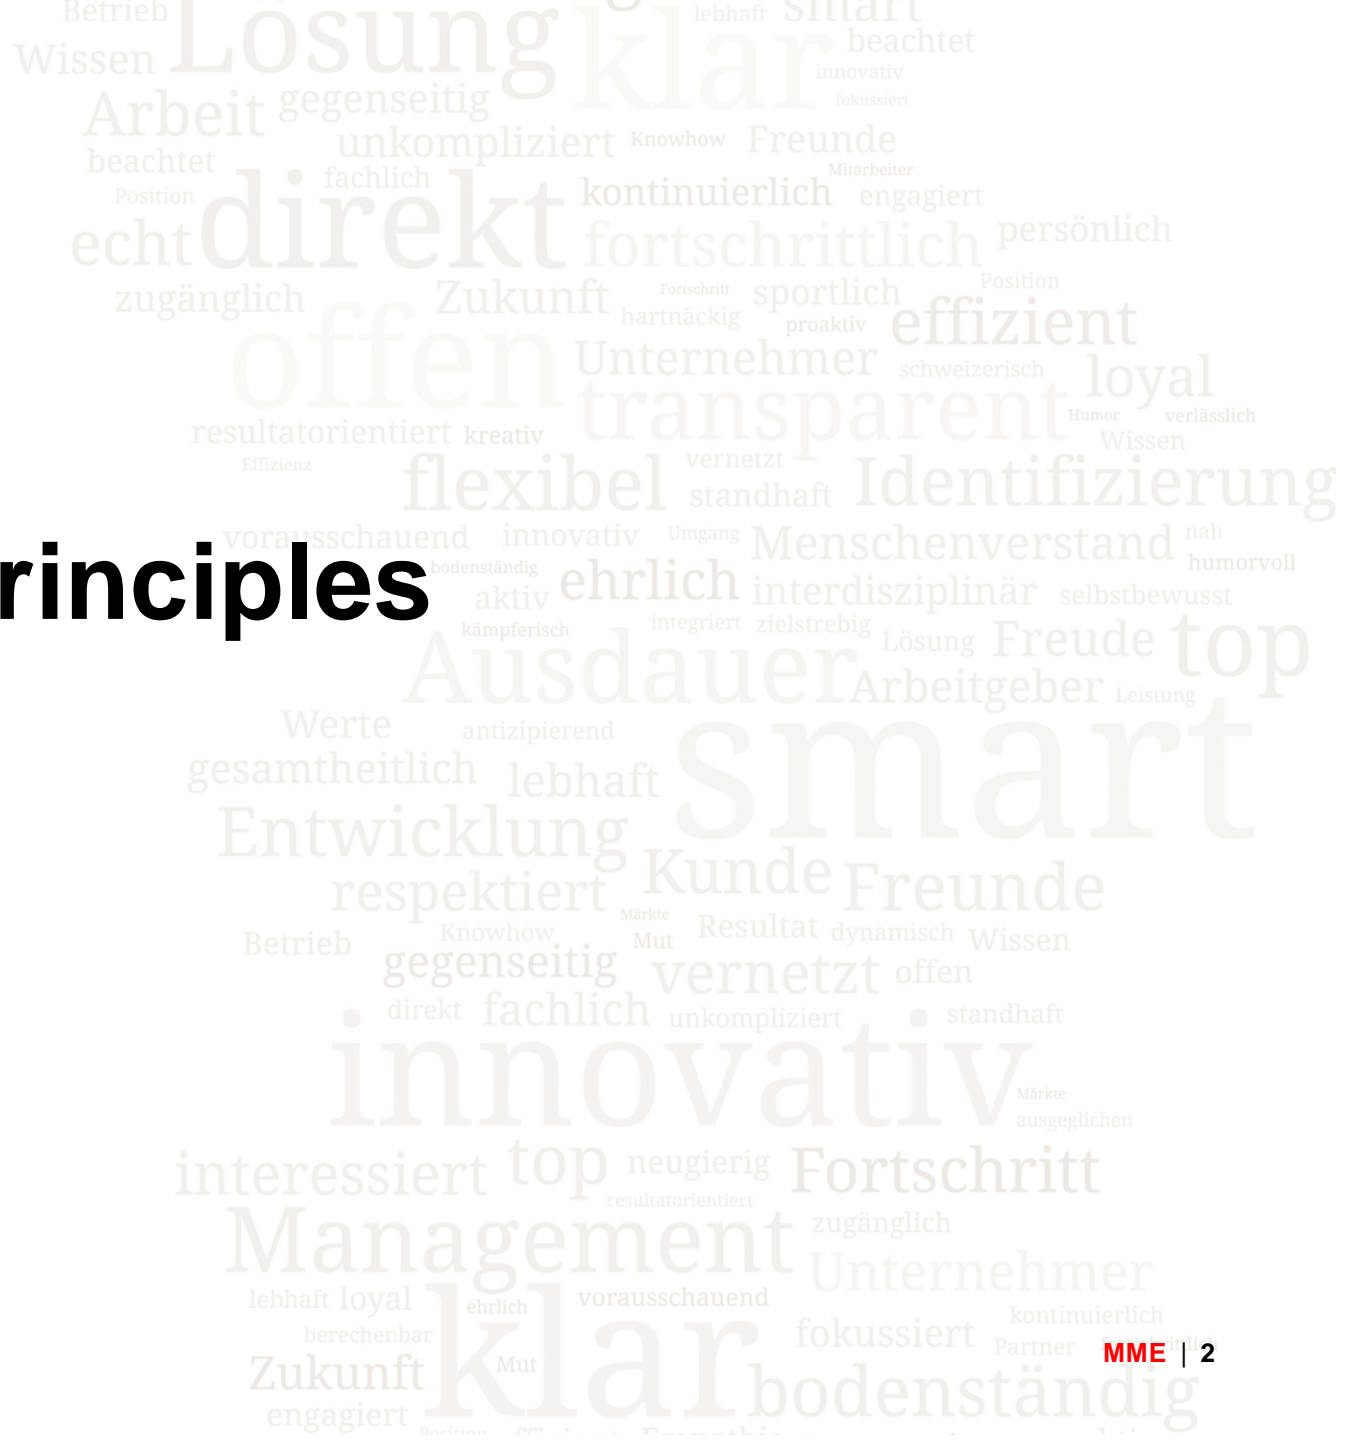 Betrieb lebhaft smart
Wissen Lösung klar beachtet
innovativ
Arbeit gegenseitig fokussiert
unkompliziert Knowhow Freunde
beachtet fachlich Mitarbeiter
Position direkt kontinuierlich engagiert
echt fortschrittlich persönlich
zugänglich Zukunft Fortschritt sportlich Position
hartnäckig proaktiv effizient
offen Unternehmer schweizerisch loyal
transparent Humor verlässlich
resultatorientiert kreativ Wissen
Effizienz flexibel vernetzt Identifizierung
standhaft
vorausschauend innovativ Umgang Menschenverstand nah
rinciples bodenständig ehrlich humorvoll
aktiv interdisziplinär selbstbewusst
kämpferisch integriert zielstrebig Lösung Freude top
Ausdauer Arbeitgeber Leistung
Werte antizipierend smart
gesamtheitlich lebhaft
Entwicklung
respektiert Kunde Freunde
Märkte
Betrieb Knowhow Mut Resultat dynamisch Wissen
gegenseitig vernetzt offen
direkt fachlich unkompliziert standhaft
innovativ Märkte
ausgeglichen
interessiert top neugierig Fortschritt
resultatorientiert
Management zugänglich
Unternehmer
lebhaft loyal ehrlich vorausschauend kontinuierlich
berechenbar klar fokussiert Partner fortschrittlich
MME | 2
Zukunft Mut bodenständig
engagiert
Position effizient Empathie